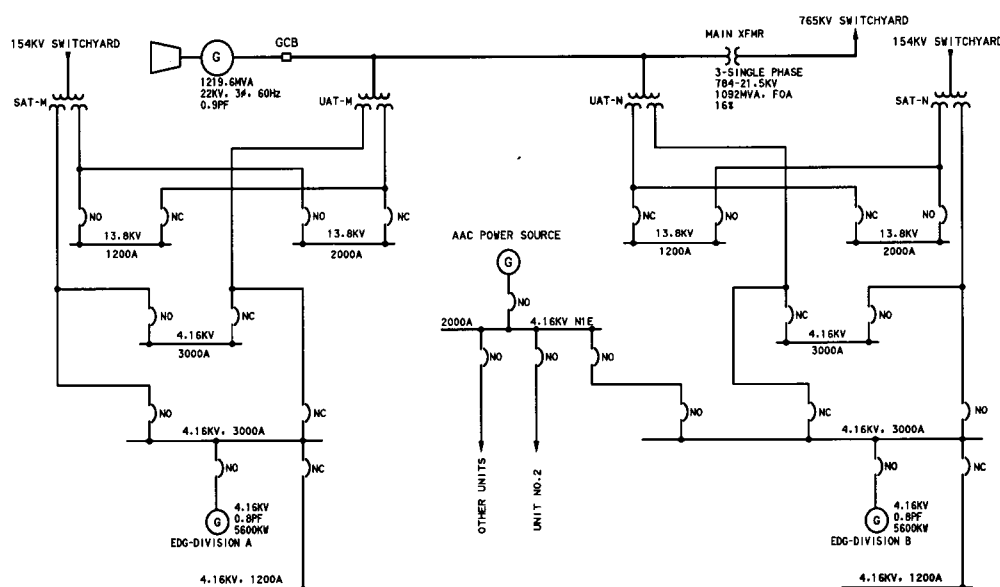 765KV SWITCHYARD
154KV SWITCHYARD
GCB
MAIN XFMR
154KV SWITCHYARD
G
1219.6MVA
22KV, 3ø, 60Hz
0.9PF
3-SINGLE PHASE
784-21.5KV
1092MVA, FOA
16%
SAT-M
UAT-M
UAT-N
SAT-N
NO
NC
NO
NC
NC
NO
NC
NO
13.8KV
1200A
13.8KV
2000A
13.8KV
1200A
13.8KV
2000A
AAC POWER SOURCE
G
NO
NO
NC
NC
NO
4.16KV
3000A
2000A
4.16KV N1E
4.16KV
3000A
NO
NO
NO
NO
NC
NC
NO
4.16KV, 3000A
4.16KV, 3000A
NO
NC
NO
NC
OTHER UNITS
UNIT NO.2
G
4.16KV
0.8PF
5600KW
EDG-DIVISION A
G
4.16KV
0.8PF
5600KW
EDG-DIVISION B
4.16KV, 1200A
4.16KV, 1200A